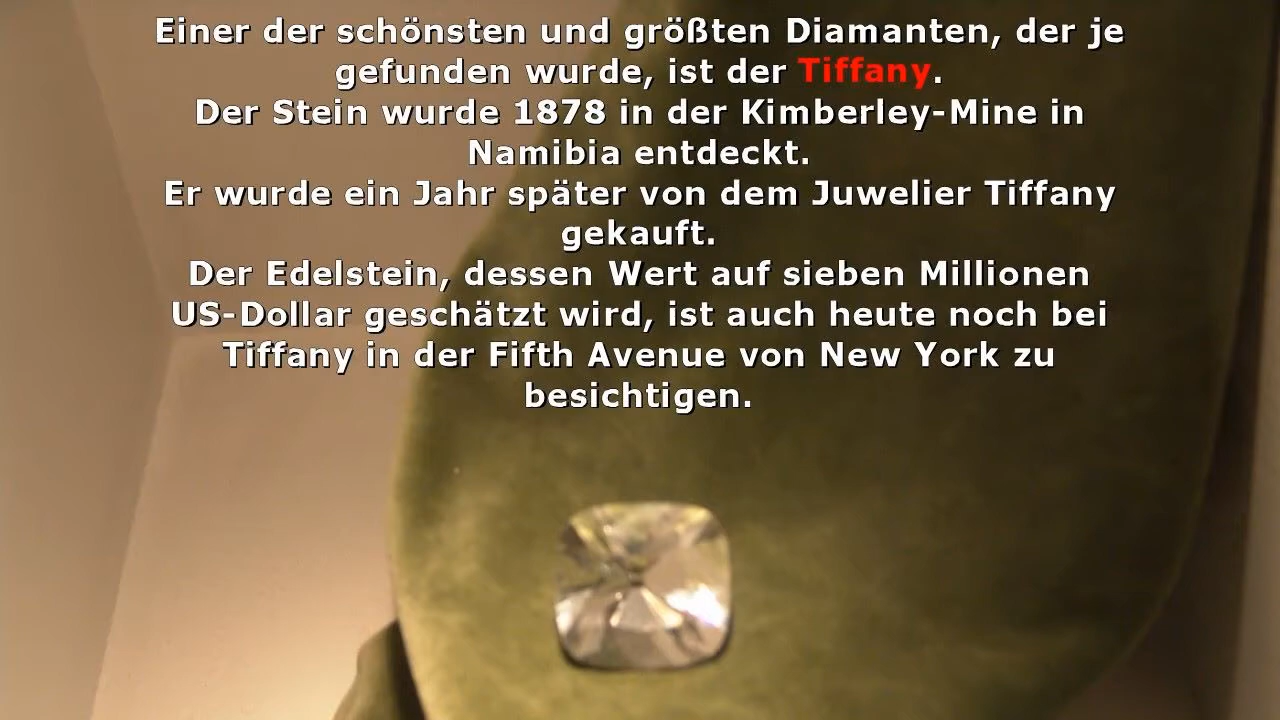 Einer der schönsten und größten Diamanten, der je
gefunden wurde, ist der Tiffany.
Der Stein wurde 1878 in der Kimberley-Mine in
Namibia entdeckt.
Er wurde ein Jahr später von dem Juwelier Tiffany
gekauft.
Der Edelstein, dessen Wert auf sieben Millionen
US-Dollar geschätzt wird, ist auch heute noch bei
Tiffany in der Fifth Avenue von New York zu
besichtigen.